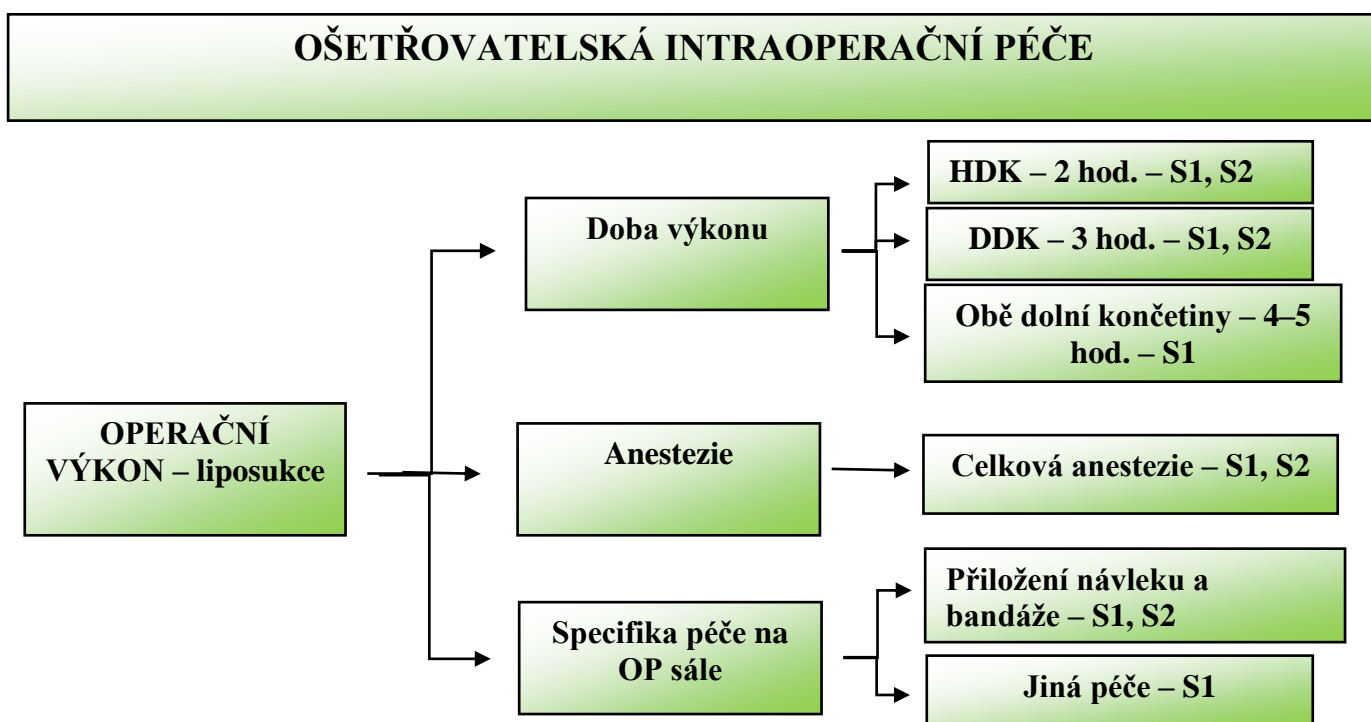 OŠETŘOVATELSKÁ INTRAOPERAČNÍ PÉČE
OPERAČNÍ
VÝKON – liposukce
Doba výkonu
HDK – 2 hod. – S1, S2
DDK – 3 hod. – S1, S2
Obě dolní končetiny – 4–5
hod. – S1
Anestezie
Celková anestezie – S1, S2
Specifika péče na
OP sále
Přiložení návleku a
bandáže – S1, S2
Jiná péče – S1